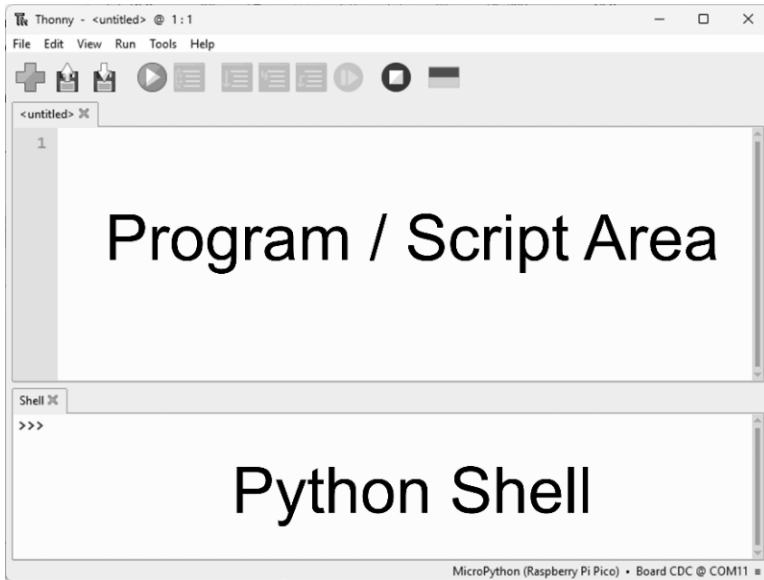 Thonny - <untitled> @ 1:1
File Edit View Run Tools Help
<untitled>
1
Program / Script Area
Shell
>>>
Python Shell
MicroPython (Raspberry Pi Pico) • Board CDC @ COM11 ≡